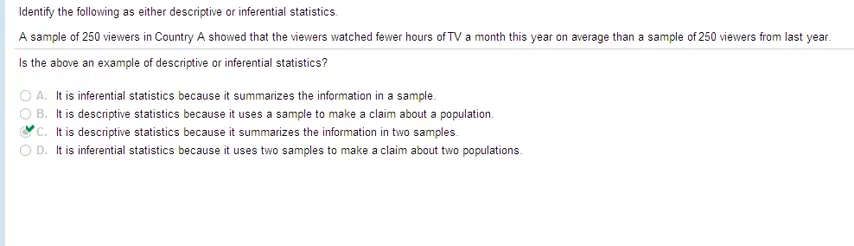 Identify the following as either descriptive or inferential statistics.
A sample of 250 viewers in Country A showed that the viewers watched fewer hours of TV a month this year on average than a sample of 250 viewers from last year.
Is the above an example of descriptive or inferential statistics?
A. It is inferential statistics because it summarizes the information in a sample.
B. It is descriptive statistics because it uses a sample to make a claim about a population.
C. It is descriptive statistics because it summarizes the information in two samples.
D. It is inferential statistics because it uses two samples to make a claim about two populations.